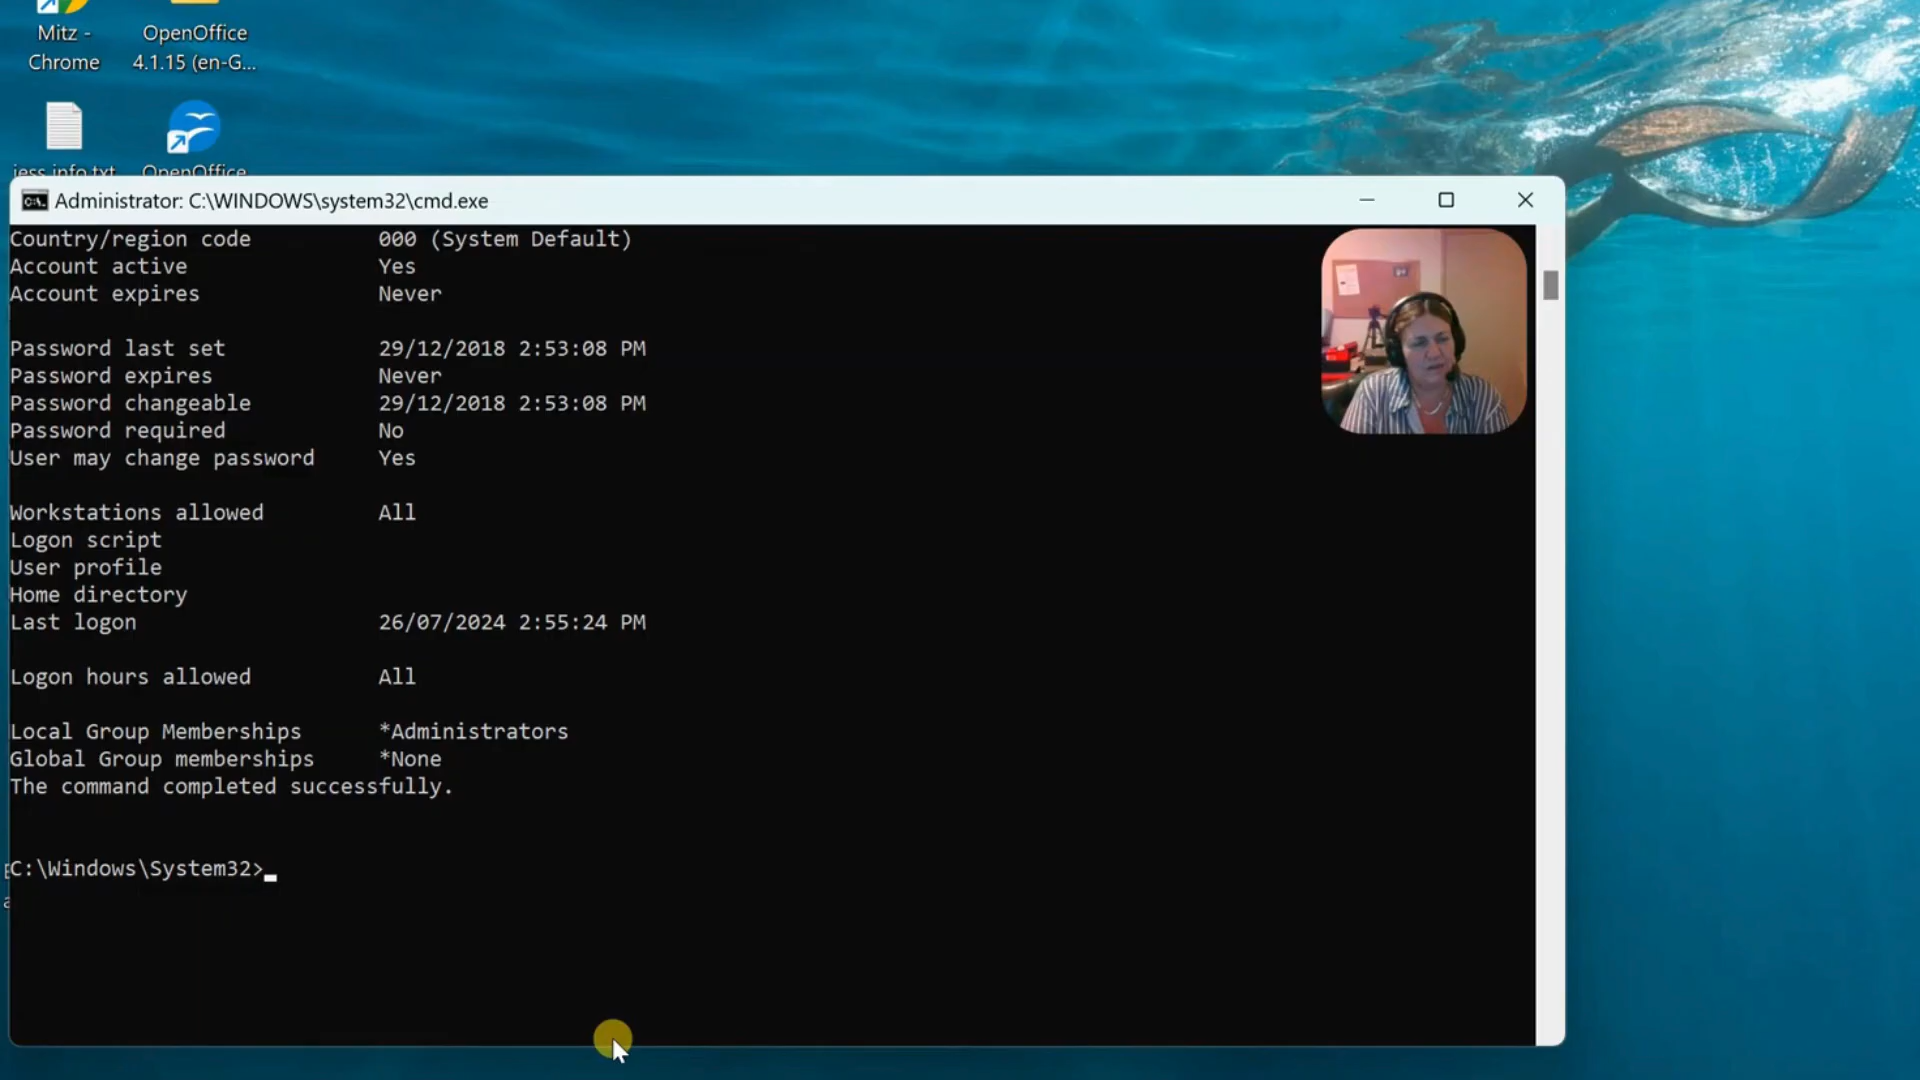 Mitz -
Chrome
OpenOffice
4.1.15 (en-G...
jess info.txt
OpenOffice
Administrator: C:\WINDOWS\system32\cmd.exe
Country/region code 000 (System Default)
Account active Yes
Account expires Never
Password last set 29/12/2018 2:53:08 PM
Password expires Never
Password changeable 29/12/2018 2:53:08 PM
Password required No
User may change password Yes
Workstations allowed All
Logon script
User profile
Home directory
Last logon 26/07/2024 2:55:24 PM
Logon hours allowed All
Local Group Memberships *Administrators
Global Group memberships *None
The command completed successfully.
C:\Windows\System32>